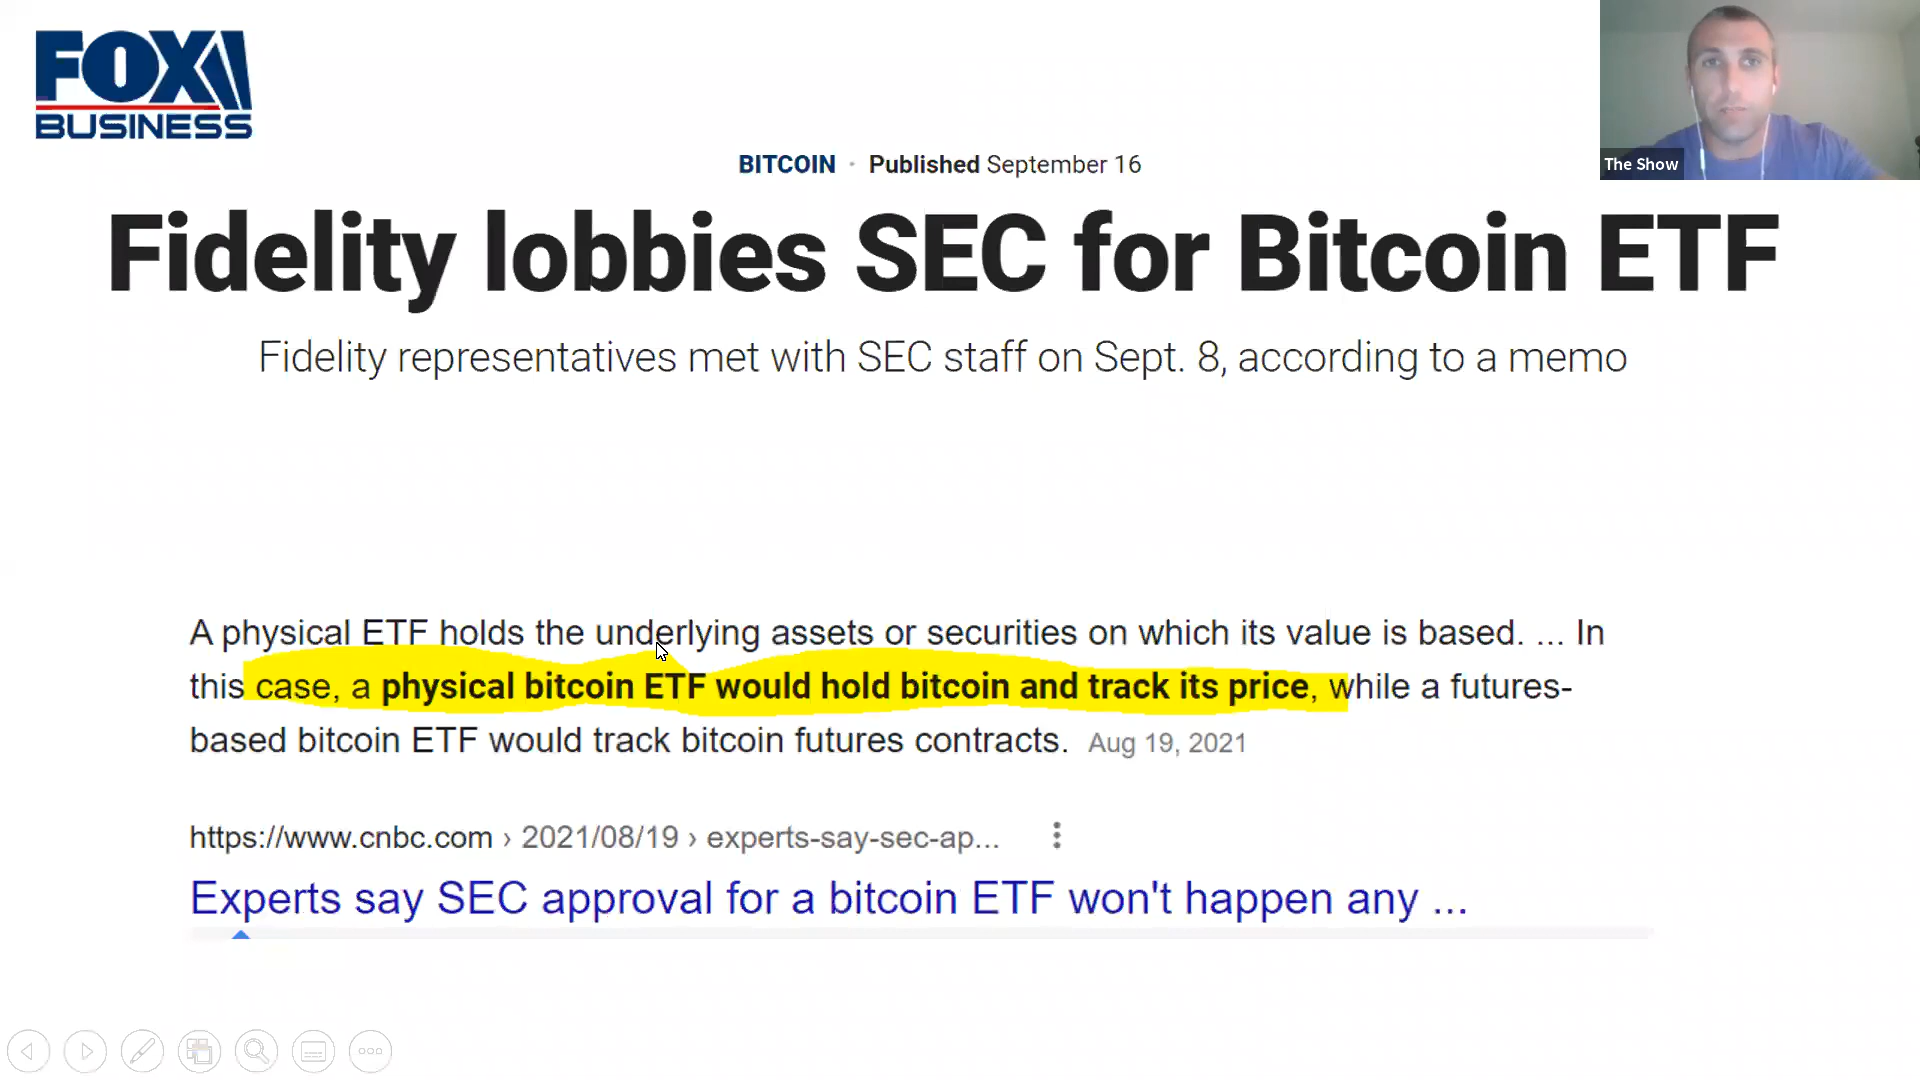 FOX
BUSINESS
The Show
BITCOIN · Published September 16
Fidelity lobbies SEC for Bitcoin ETF
Fidelity representatives met with SEC staff on Sept. 8, according to a memo
A physical ETF holds the underlying assets or securities on which its value is based. ... In
this case, a physical bitcoin ETF would hold bitcoin and track its price, while a futures-
based bitcoin ETF would track bitcoin futures contracts. Aug 19, 2021
https://www.cnbc.com › 2021/08/19 › experts-say-sec-ap...
Experts say SEC approval for a bitcoin ETF won't happen any ...